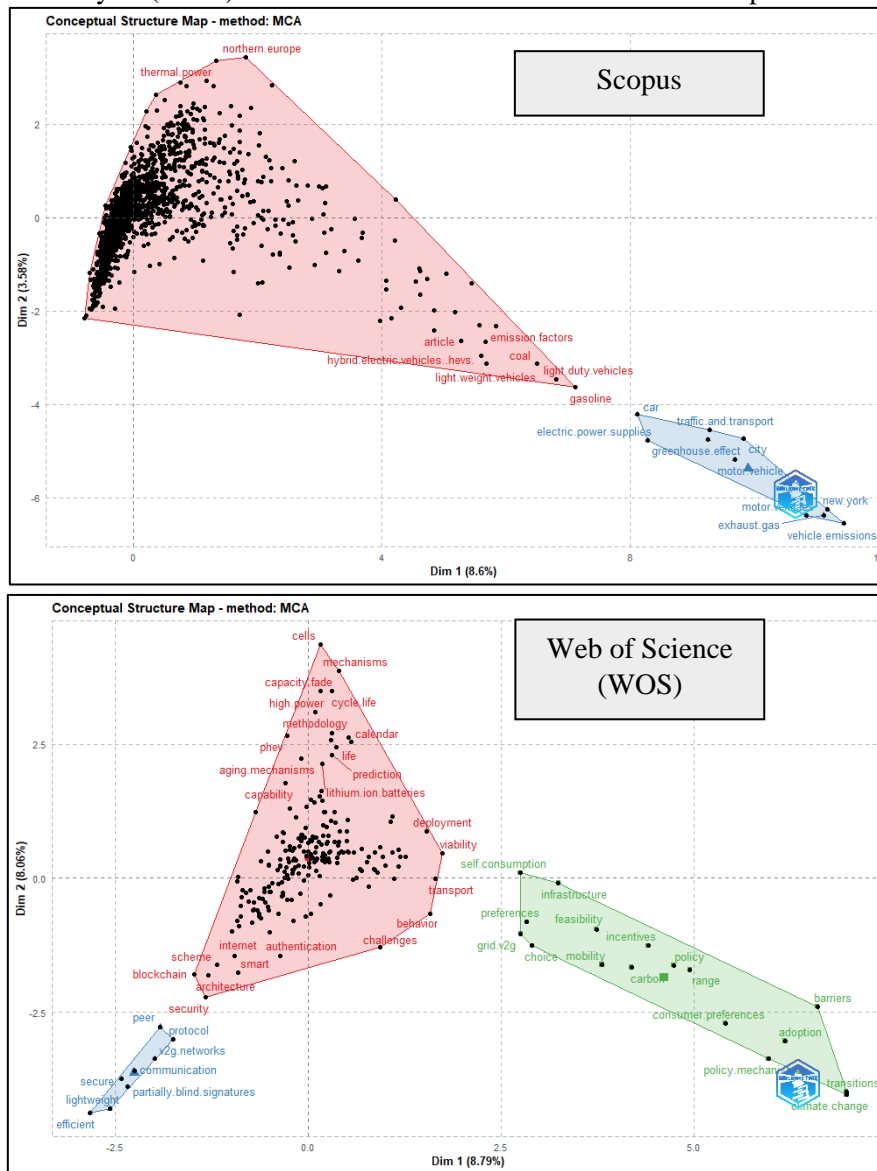 Conceptual Structure Map - method: MCA
Scopus
northern.europe
thermal.power
2
0
Dim 2 (3.58%)
-2
emission.factors
article
hybrid.electric.vehicles..hevs.
coal
light.duty.vehicles
light.weight.vehicles
gasoline
-4
car
traffic.and.transport
electric.power.supplies
city
greenhouse.effect
motor.vehicle
-6
new.york
exhaust.gas
vehicle.emissions
0
4
8
Dim 1 (8.6%)
Conceptual Structure Map - method: MCA
Web of Science
(WOS)
cells
mechanisms
capacity.fade
cycle.life
high.power
methodology
calendar
2.5
phev
life
aging.mechanisms
prediction
lithium.ion.batteries
capability
deployment
viability
Dim 2 (8.06%)
0.0
self.consumption
transport
infrastructure
preferences
behavior
feasibility
incentives
challenges
internet
authentication
grid.v2g
choice
scheme
mobility
policy
blockchain
smart
carbon
range
architecture
security
barriers
-2.5
peer
consumer.preferences
protocol
adoption
v2g.networks
communication
policy.mechan
secure
transitions
partially.blind.signatures
lightweight
climate.change
efficient
-2.5
0.0
2.5
5.0
Dim 1 (8.79%)